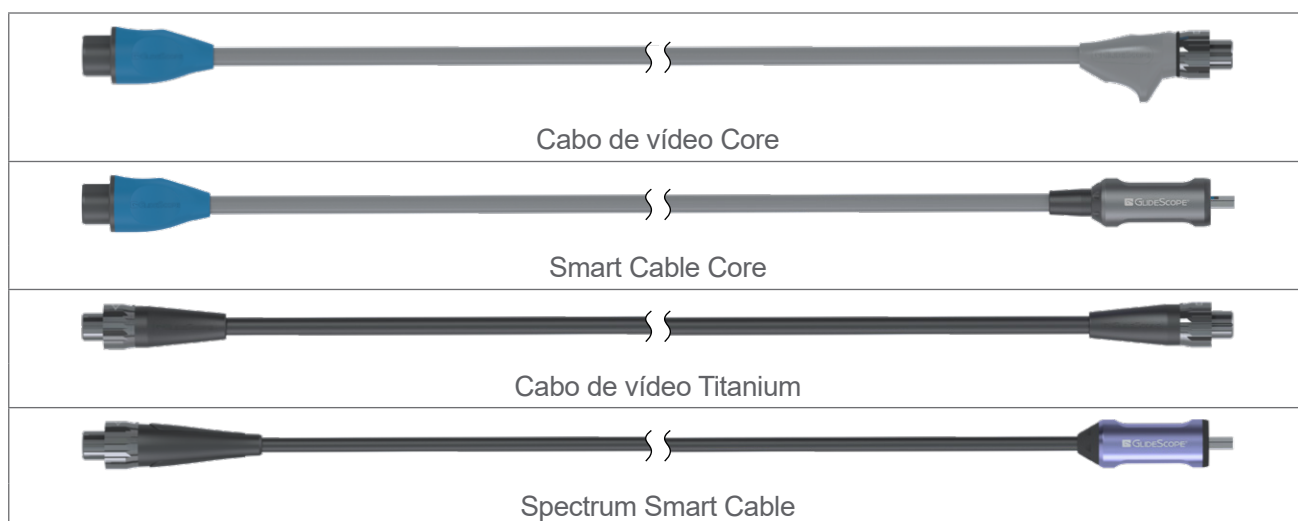 Cabo de vídeo Core
GLIDESCOPE
Smart Cable Core
Cabo de vídeo Titanium
GLIDESCOPE
Spectrum Smart Cable